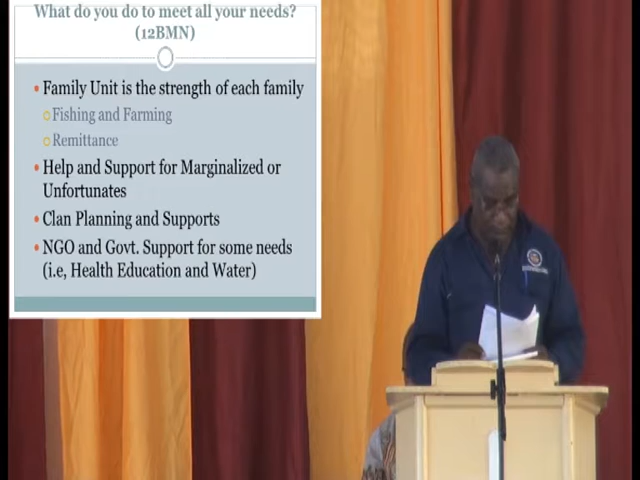 What do you do to meet all your needs?
(12BMN)
Family Unit is the strength of each family
Fishing and Farming
Remittance
Help and Support for Marginalized or
Unfortunates
Clan Planning and Supports
NGO and Govt. Support for some needs
(i.e, Health Education and Water)